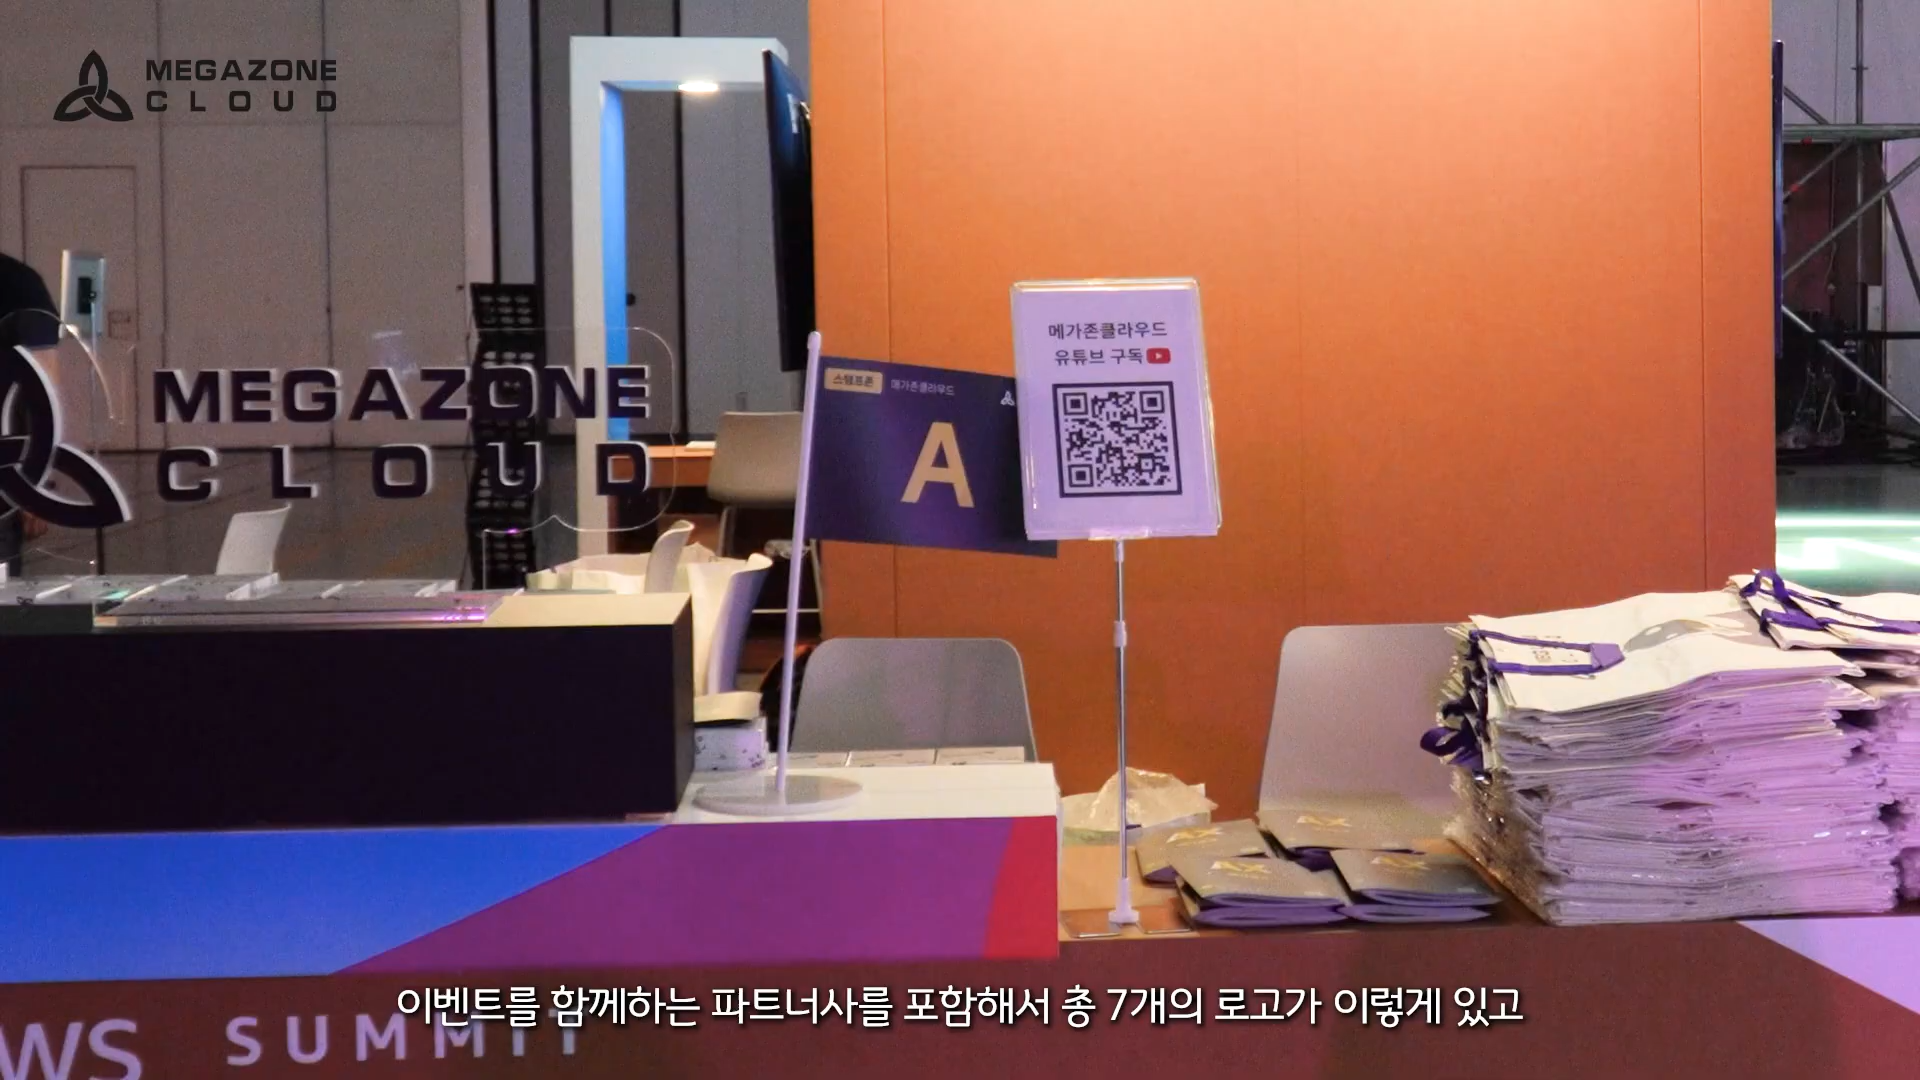 MEGAZONE
CLOUD
MEGAZONE
CLOUD
메가존클라우드
유튜브 구독
스탬프존 메가존클라우드
A
AX
AX
AX
이벤트를 함께하는 파트너사를 포함해서 총 7개의 로고가 이렇게 있고
WS SUMMIT